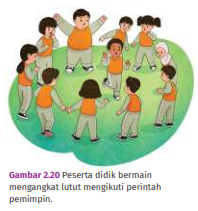 Gambar 2.20 Peserta didik bermain
mengangkat lutut mengikuti perintah
pemimpin.